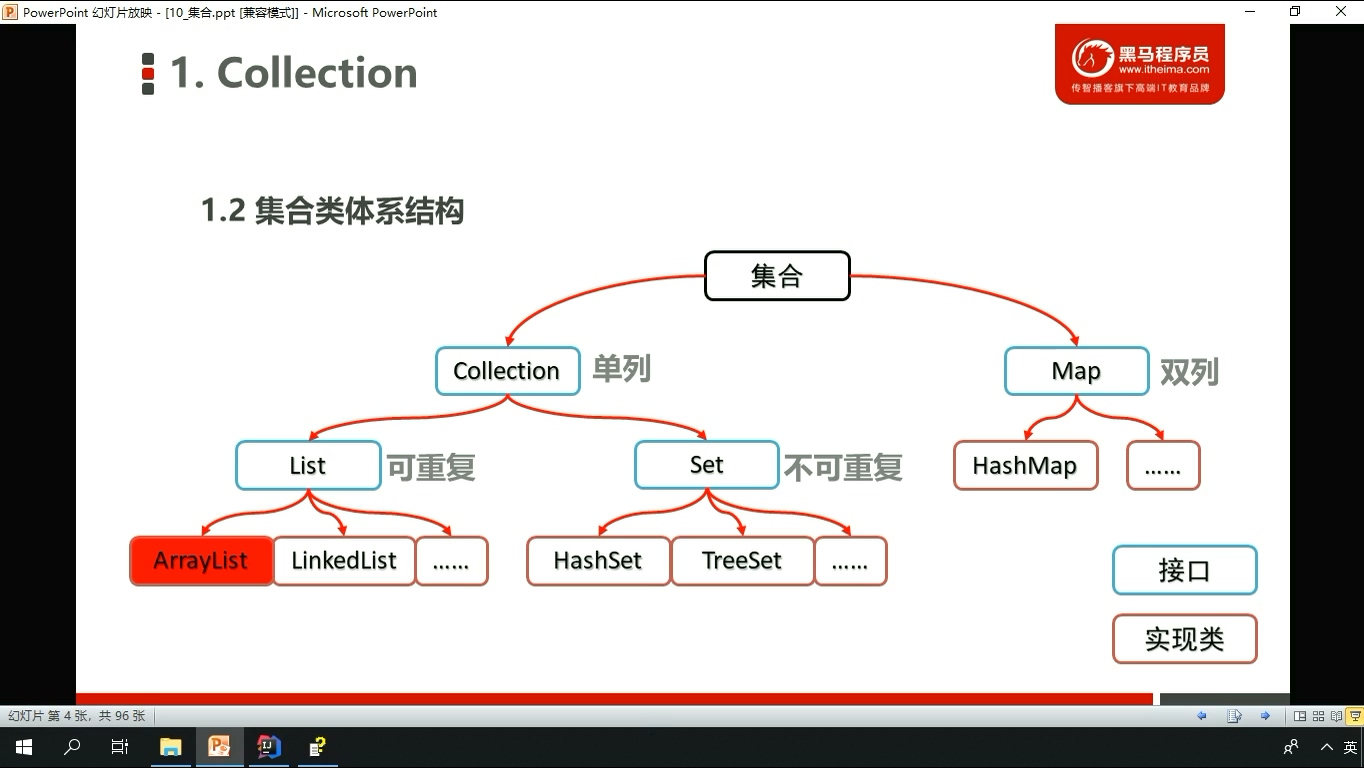 PowerPoint 幻灯片放映 - [10_集合.ppt [兼容模式]] - Microsoft PowerPoint
1. Collection
黑马程序员
www.itheima.com
传智播客旗下高端IT教育品牌
1.2 集合类体系结构
集合
Collection 单列
Map 双列
List 可重复
Set 不可重复
HashMap
......
ArrayList
LinkedList
......
HashSet
TreeSet
......
接口
实现类
幻灯片 第 4 张，共 96 张
英